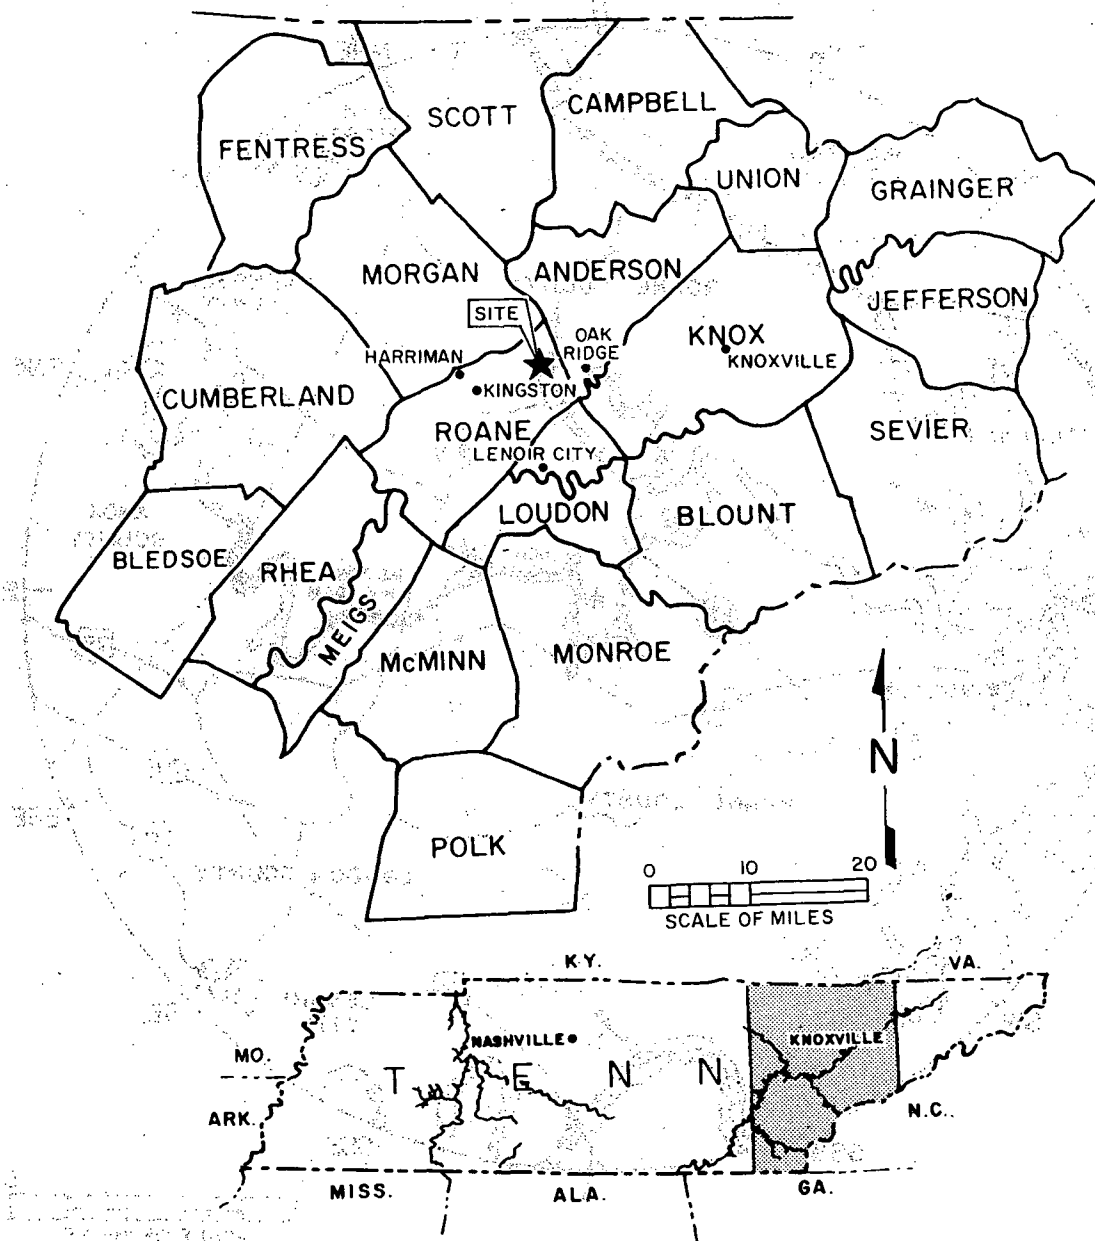 SCOTT
CAMPBELL
FENTRESS
UNION
GRAINGER
MORGAN
ANDERSON
JEFFERSON
SITE
OAK
RIDGE
KNOX
KNOXVILLE
HARRIMAN
KINGSTON
CUMBERLAND
ROANE
SEVIER
LENOIR CITY
LOUDON
BLOUNT
BLEDSOE
RHEA
MEIGS
McMINN
MONROE
N
POLK
0 10 20
SCALE OF MILES
KY.
VA.
NASHVILLE
KNOXVILLE
MO.
T E N N
ARK.
N.C.
MISS.
ALA.
GA.